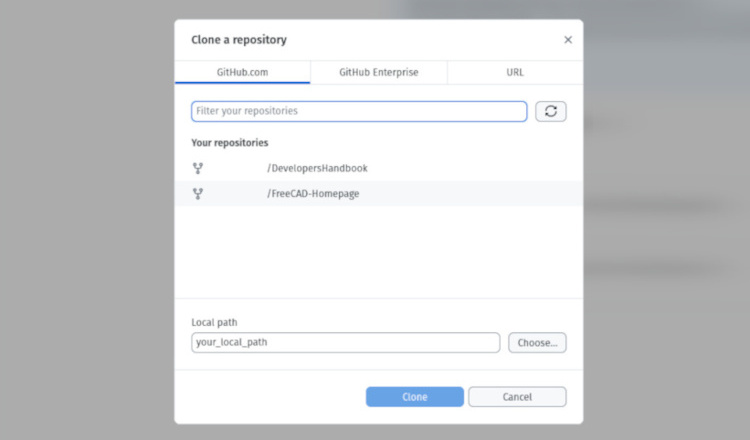 Clone a repository
GitHub.com GitHub Enterprise URL
Filter your repositories
Your repositories
/DevelopersHandbook
/FreeCAD-Homepage
Local path
your_local_path Choose...
Clone Cancel